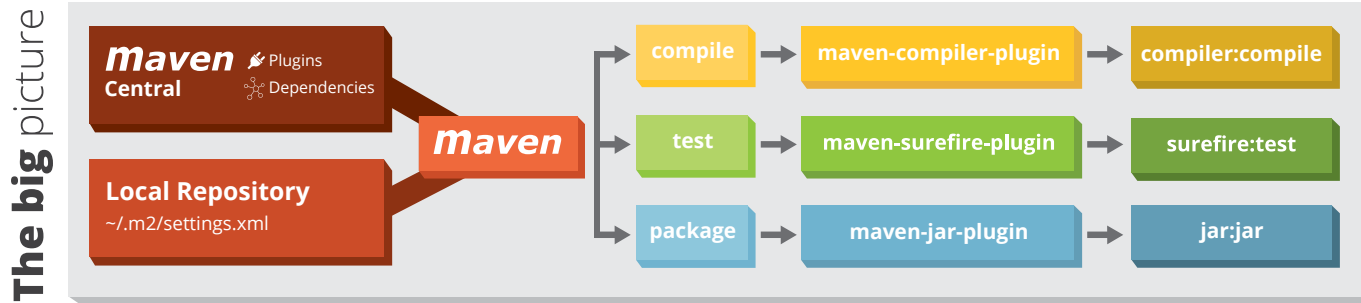 The big picture
maven
Central
Plugins
Dependencies
Local Repository
~/.m2/settings.xml
maven
compile
maven-compiler-plugin
compiler:compile
test
maven-surefire-plugin
surefire:test
package
maven-jar-plugin
jar:jar